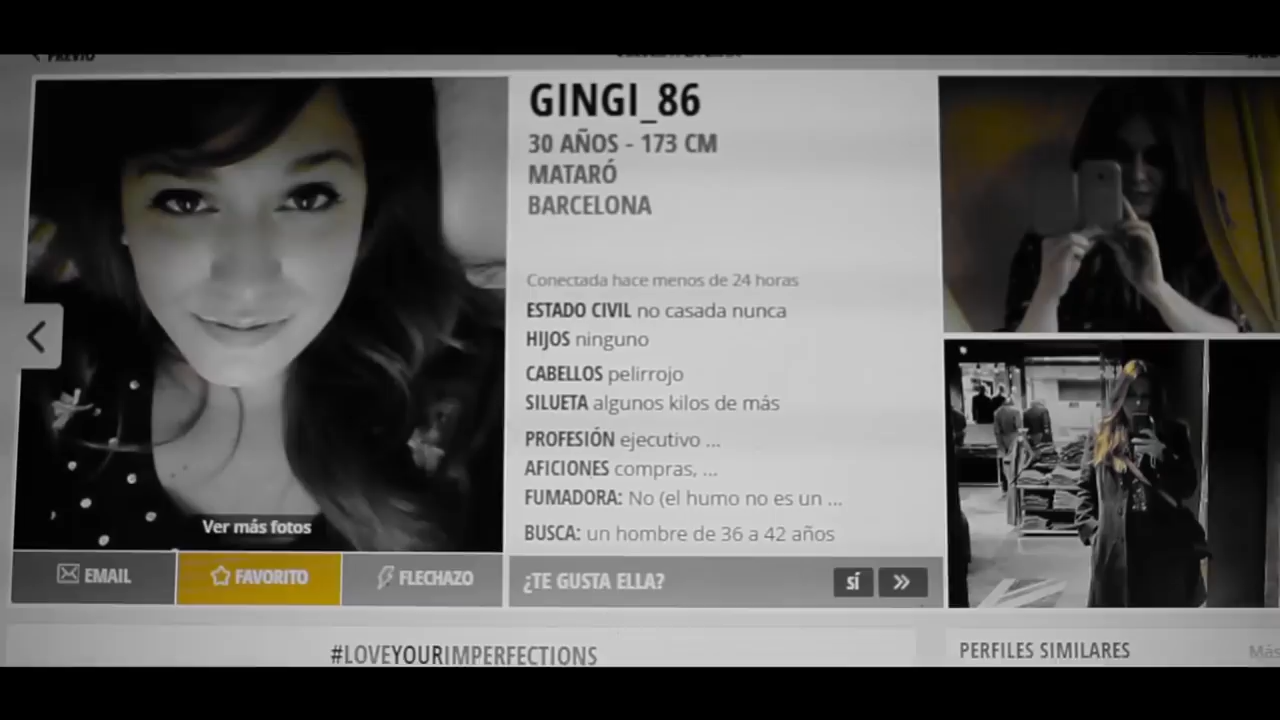 PREVIO
GINGI_86
30 AÑOS - 173 CM
MATARÓ
BARCELONA
Conectada hace menos de 24 horas
ESTADO CIVIL no casada nunca
HIJOS ninguno
CABELLOS pelirrojo
SILUETA algunos kilos de más
PROFESIÓN ejecutivo ...
AFICIONES compras, ...
FUMADORA: No (el humo no es un ...
BUSCA: un hombre de 36 a 42 años
Ver más fotos
EMAIL
FAVORITO
FLECHAZO
¿TE GUSTA ELLA?
SÍ
#LOVEYOURIMPERFECTIONS
PERFILES SIMILARES
Más